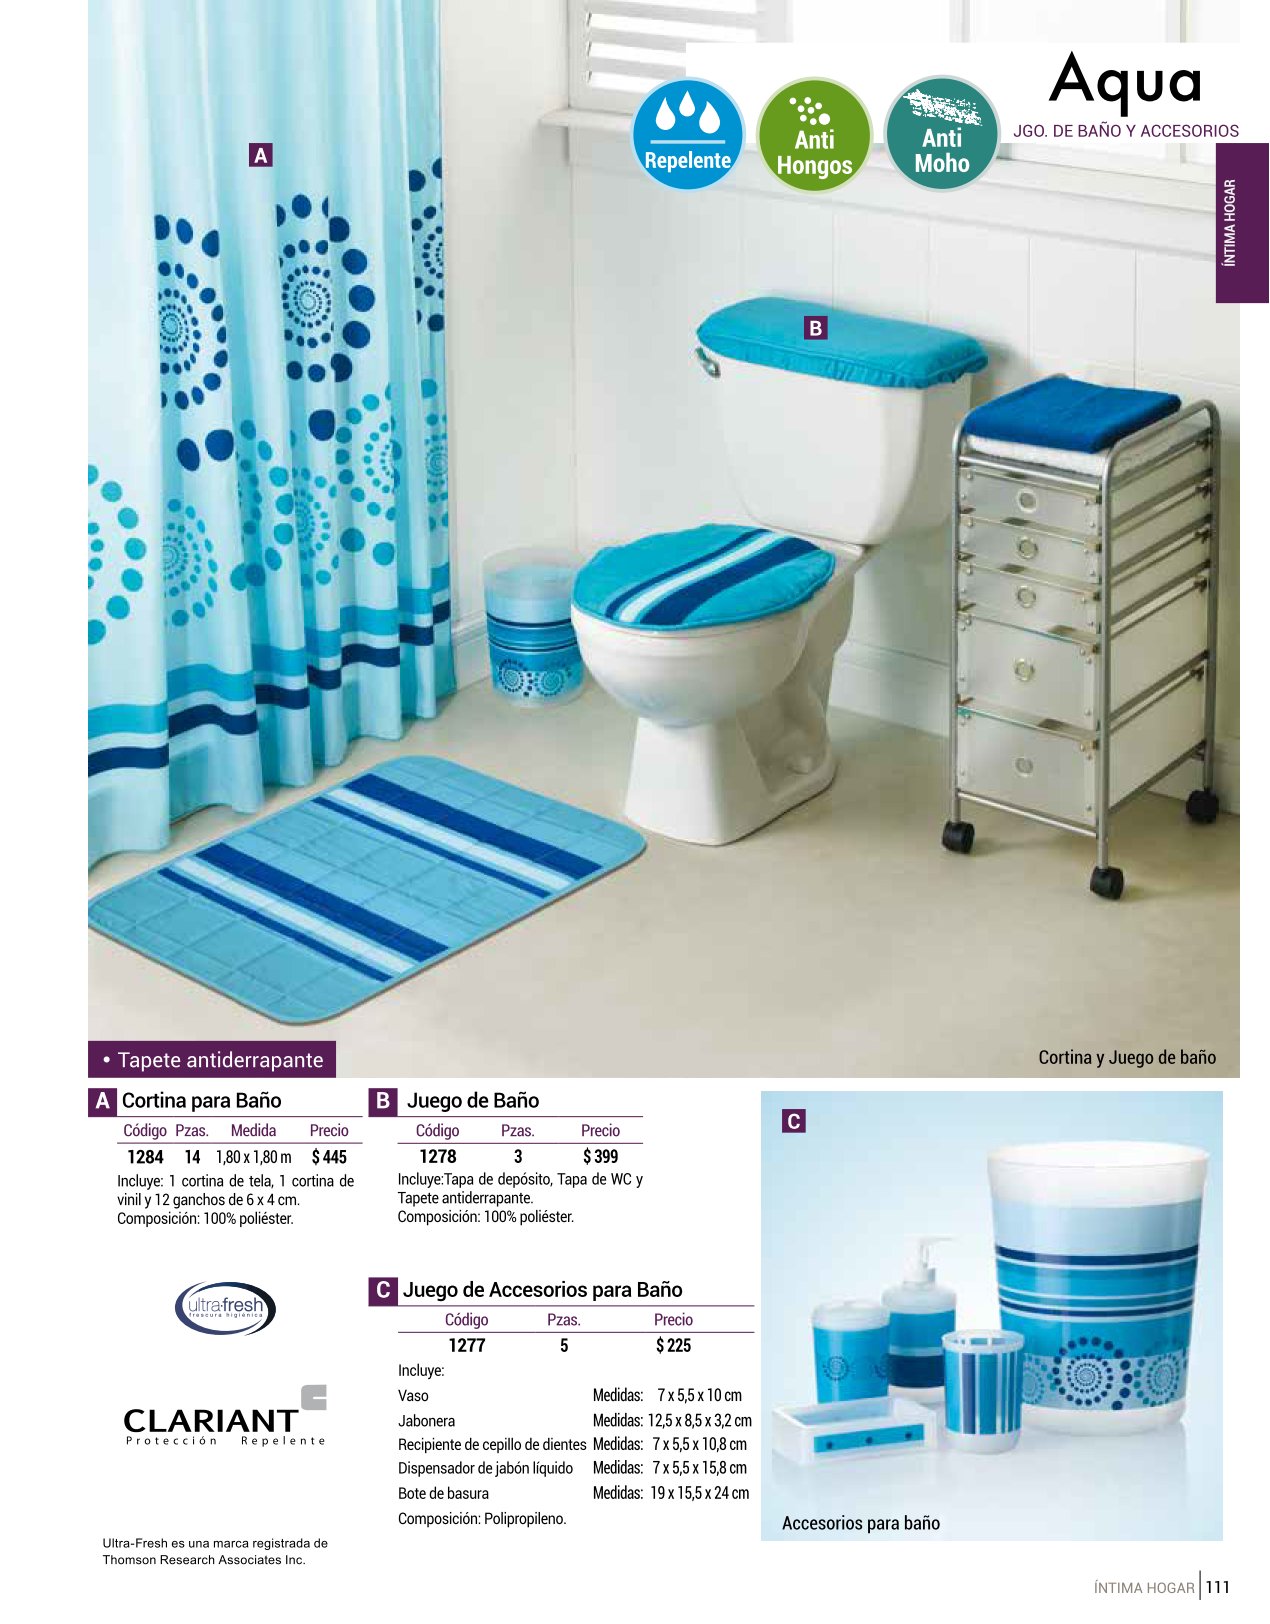 Aqua
JGO. DE BAÑO Y ACCESORIOS
Repelente
Anti
Hongos
Anti
Moho
ÍNTIMA HOGAR
A
B
• Tapete antiderrapante
Cortina y Juego de baño
A Cortina para Baño
Código Pzas. Medida Precio
1284 14 1,80 x 1,80 m $ 445
Incluye: 1 cortina de tela, 1 cortina de
vinil y 12 ganchos de 6 x 4 cm.
Composición: 100% poliéster.
B Juego de Baño
Código Pzas. Precio
1278 3 $ 399
Incluye:Tapa de depósito, Tapa de WC y
Tapete antiderrapante.
Composición: 100% poliéster.
ultra-fresh
frescura higiénica
CLARIANT
Protección Repelente
Ultra-Fresh es una marca registrada de
Thomson Research Associates Inc.
C Juego de Accesorios para Baño
Código Pzas. Precio
1277 5 $ 225
Incluye:
Vaso Medidas: 7 x 5,5 x 10 cm
Jabonera Medidas: 12,5 x 8,5 x 3,2 cm
Recipiente de cepillo de dientes Medidas: 7 x 5,5 x 10,8 cm
Dispensador de jabón líquido Medidas: 7 x 5,5 x 15,8 cm
Bote de basura Medidas: 19 x 15,5 x 24 cm
Composición: Polipropileno.
C
Accesorios para baño
ÍNTIMA HOGAR 111